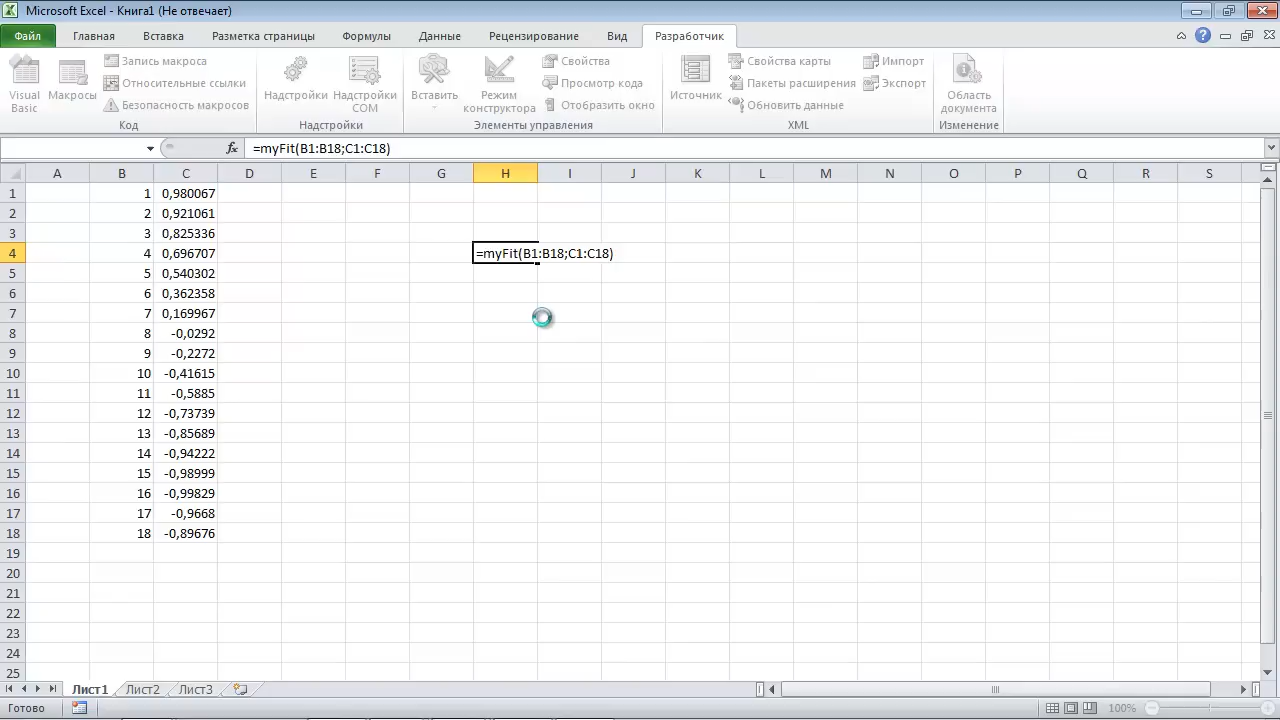 Microsoft Excel - Книга1 (Не отвечает)
Файл Главная Вставка Разметка страницы Формулы Данные Рецензирование Вид Разработчик
Visual Basic
Макросы
Запись макроса
Относительные ссылки
Безопасность макросов
Код
Надстройки
Надстройки COM
Надстройки
Вставить
Режим конструктора
Свойства
Просмотр кода
Отобразить окно
Элементы управления
Источник
Свойства карты
Пакеты расширения
Обновить данные
Импорт
Экспорт
XML
Область документа
Изменение
fx =myFit(B1:B18;C1:C18)
A B C D E F G H I J K L M N O P Q R S
1 1 0,980067
2 2 0,921061
3 3 0,825336
4 4 0,696707 =myFit(B1:B18;C1:C18)
5 5 0,540302
6 6 0,362358
7 7 0,169967
8 8 -0,0292
9 9 -0,2272
10 10 -0,41615
11 11 -0,5885
12 12 -0,73739
13 13 -0,85689
14 14 -0,94222
15 15 -0,98999
16 16 -0,99829
17 17 -0,9668
18 18 -0,89676
19
20
21
22
23
24
25
Лист1 Лист2 Лист3
Готово 100%